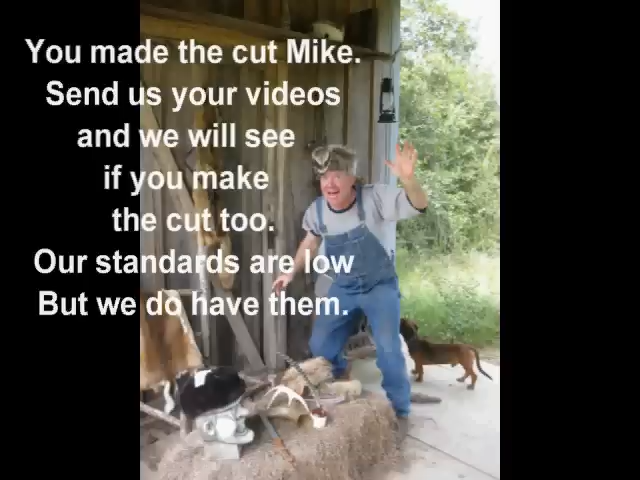 You made the cut Mike.
Send us your videos
and we will see
if you make
the cut too.
Our standards are low
But we do have them.